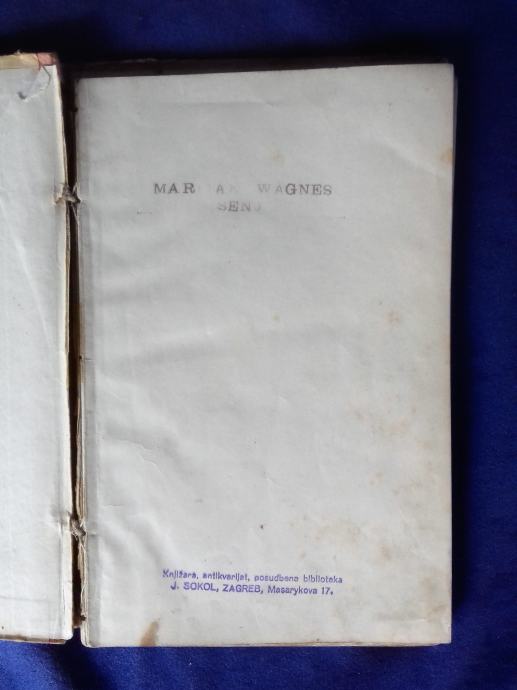 WAGNES
Knjižara, antikvarijat, posudbena biblioteka
J. SOKOL, ZAGREB, Masarykova 17.